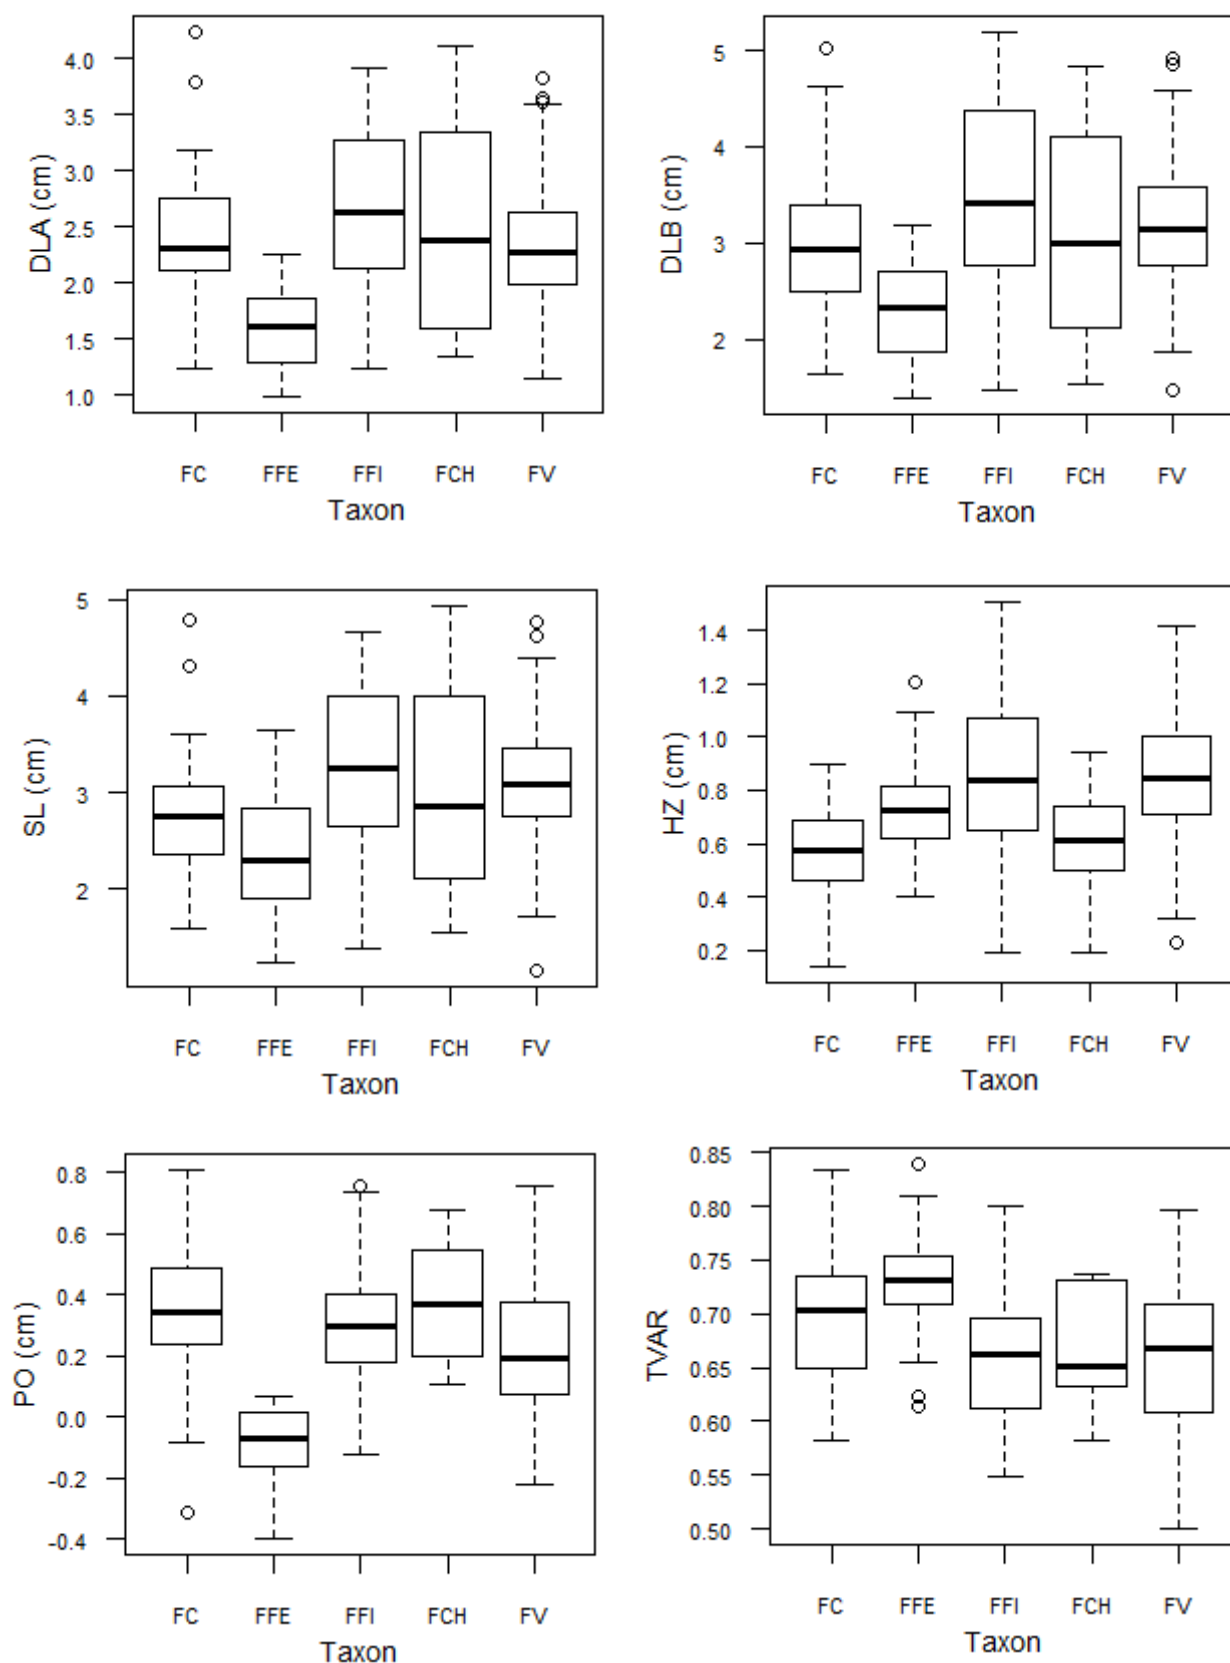 DLA (cm)
4.0
3.5
3.0
2.5
2.0
1.5
1.0
FC FFE FFI FCH FV
Taxon
DLB (cm)
5
4
3
2
FC FFE FFI FCH FV
Taxon
SL (cm)
5
4
3
2
FC FFE FFI FCH FV
Taxon
HZ (cm)
1.4
1.2
1.0
0.8
0.6
0.4
0.2
FC FFE FFI FCH FV
Taxon
PO (cm)
0.8
0.6
0.4
0.2
0.0
-0.2
-0.4
FC FFE FFI FCH FV
Taxon
TVAR
0.85
0.80
0.75
0.70
0.65
0.60
0.55
0.50
FC FFE FFI FCH FV
Taxon